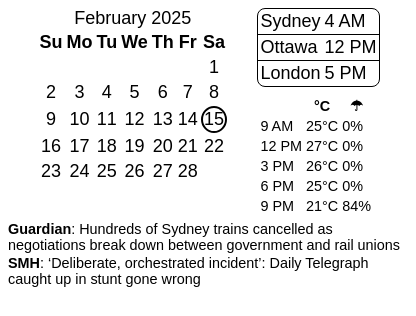 February 2025
Su Mo Tu We Th Fr Sa
1
2 3 4 5 6 7 8
9 10 11 12 13 14 15
16 17 18 19 20 21 22
23 24 25 26 27 28
Sydney 4 AM
Ottawa 12 PM
London 5 PM
°C ☂
9 AM 25°C 0%
12 PM 27°C 0%
3 PM 26°C 0%
6 PM 25°C 0%
9 PM 21°C 84%
Guardian: Hundreds of Sydney trains cancelled as
negotiations break down between government and rail unions
SMH: ‘Deliberate, orchestrated incident’: Daily Telegraph
caught up in stunt gone wrong